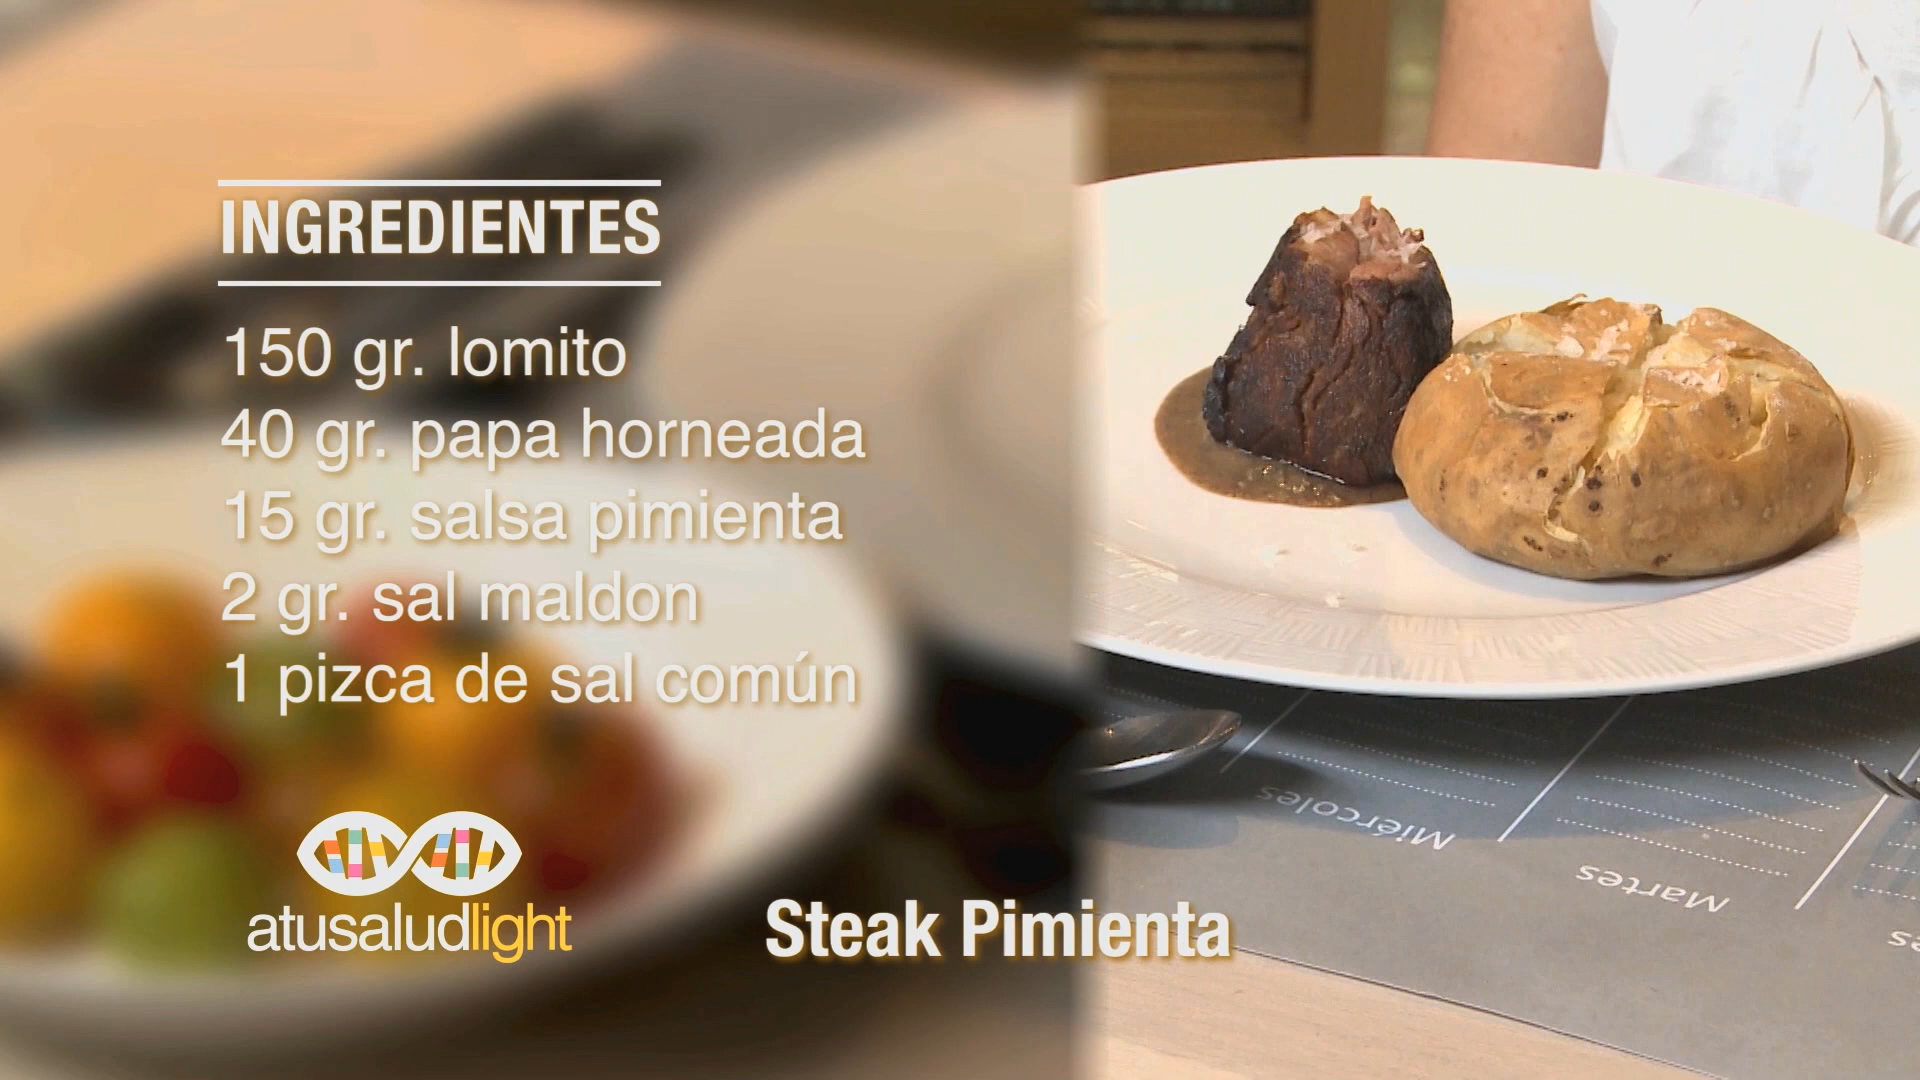 INGREDIENTES
150 gr. lomito
40 gr. papa horneada
15 gr. salsa pimienta
2 gr. sal maldon
1 pizca de sal común
atusaludlight
Steak Pimienta
Miércoles
Martes